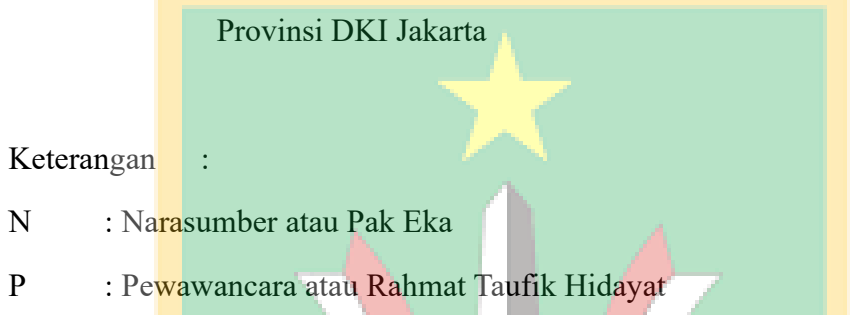 Provinsi DKI Jakarta
Keterangan :
N : Narasumber atau Pak Eka
P : Pewawancara atau Rahmat Taufik Hidayat